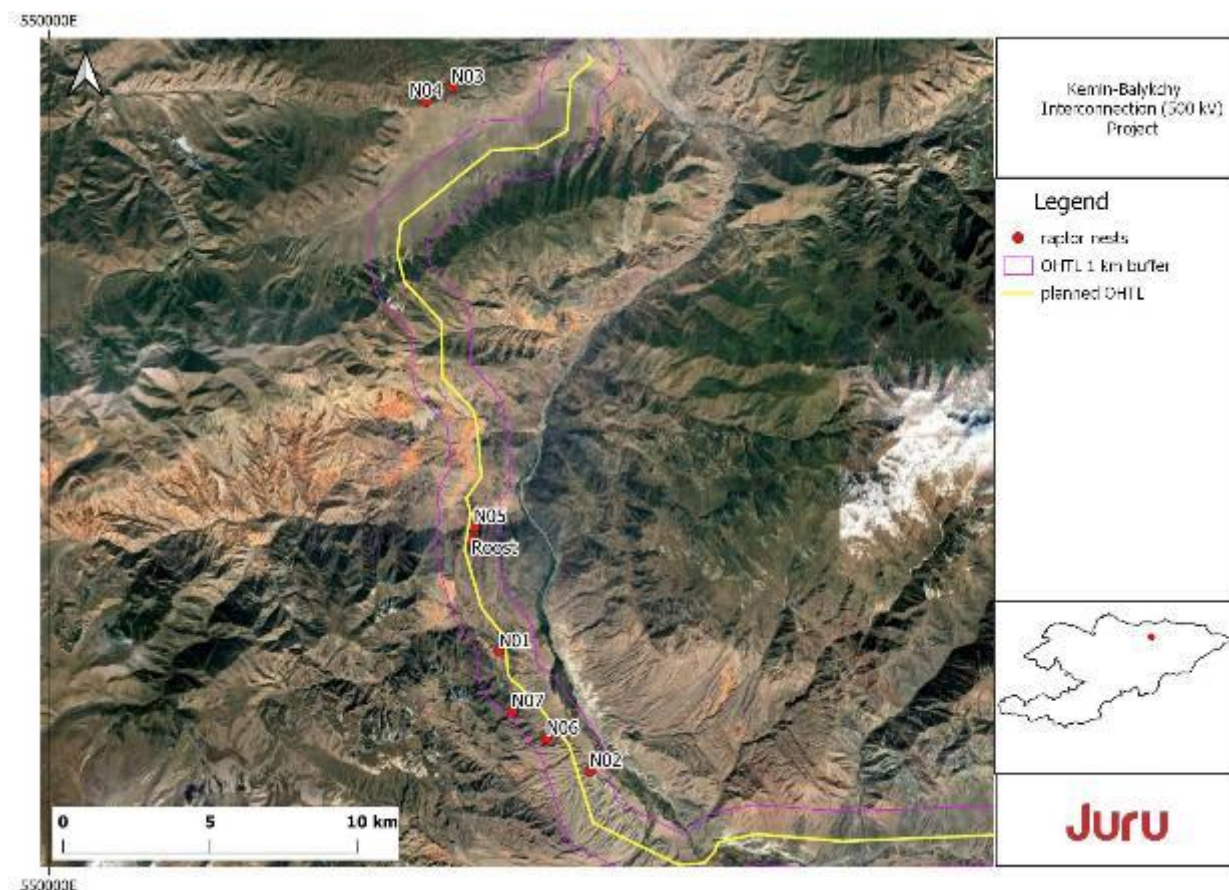 550000E
Kemin-Balykchy
Interconnection (500 kV)
Project
Legend
raptor nests
OHTL 1 km buffer
planned OHTL
N03
N04
N05
Roost
N01
N07
N06
N02
0 5 10 km
Juru
550000E